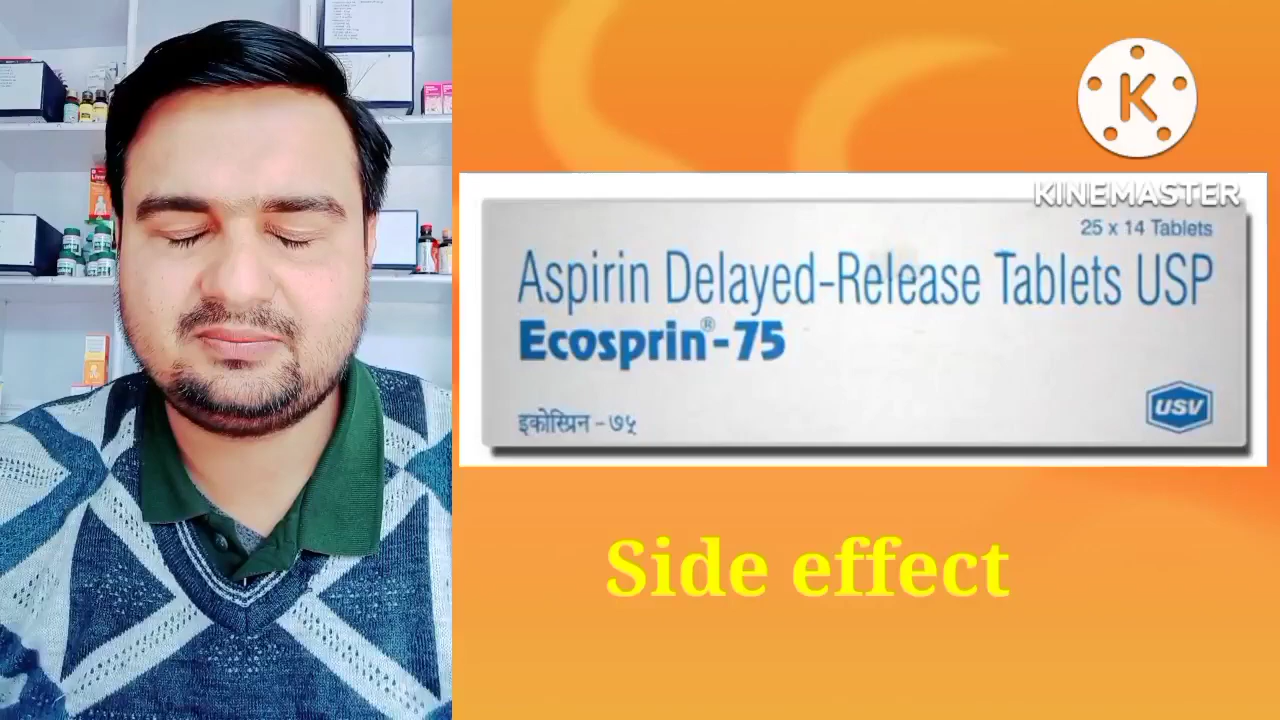 K
KINEMASTER
25 x 14 Tablets
Aspirin Delayed-Release Tablets USP
Ecosprin®-75
इकोस्प्रिन - ७५
USV
Side effect